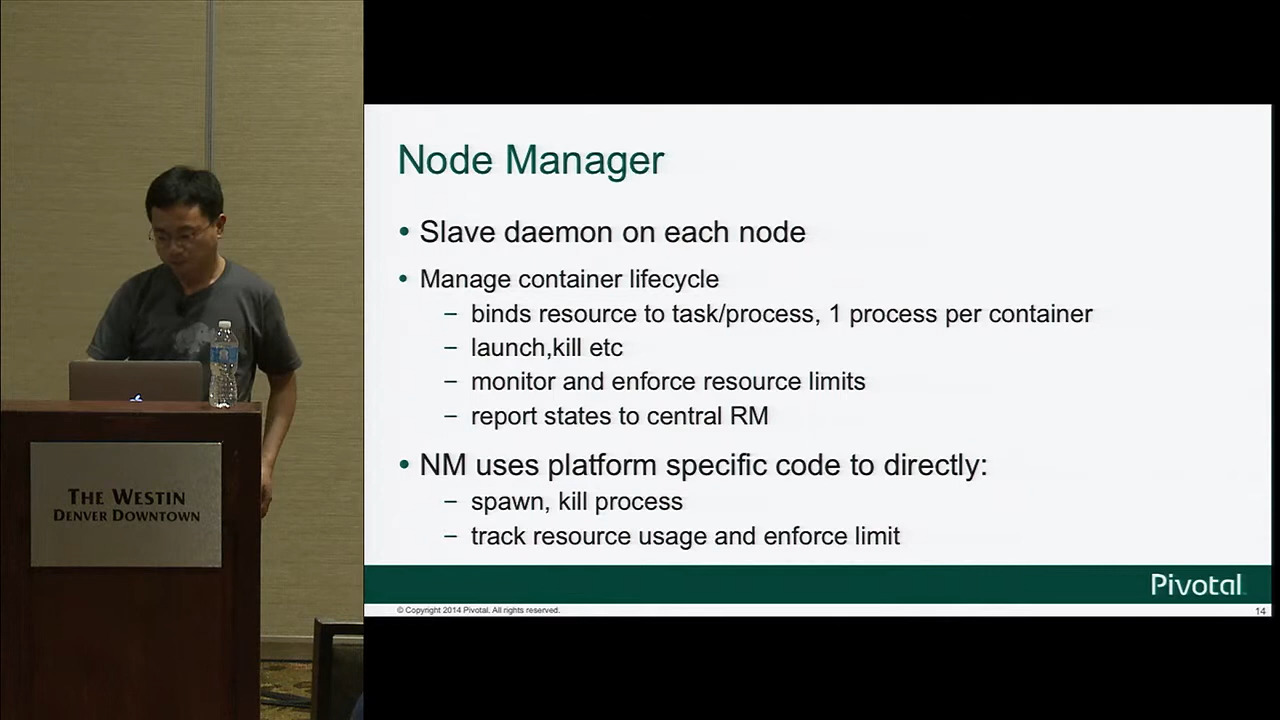 Node Manager
• Slave daemon on each node
• Manage container lifecycle
– binds resource to task/process, 1 process per container
– launch,kill etc
– monitor and enforce resource limits
– report states to central RM
• NM uses platform specific code to directly:
– spawn, kill process
– track resource usage and enforce limit
Pivotal
© Copyright 2014 Pivotal. All rights reserved.
14
THE WESTIN
DENVER DOWNTOWN